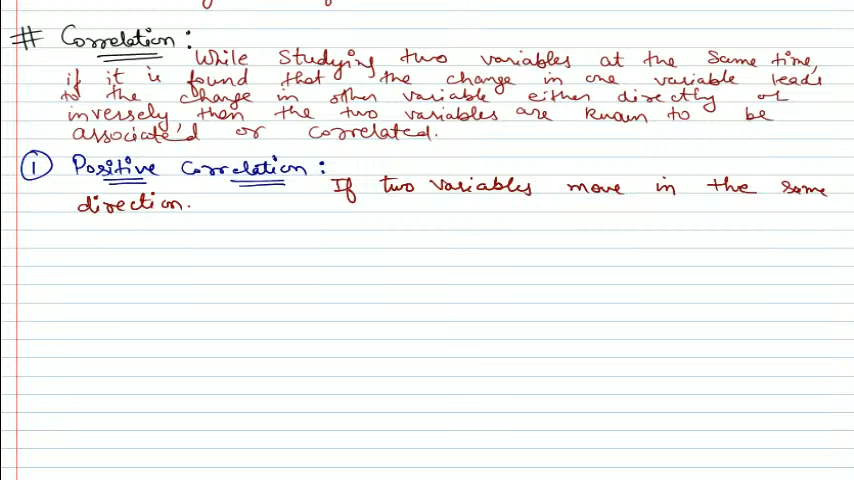 # Correlation :
While studying two variables at the same time,
if it is found that the change in one variable leads
to the change in other variable either directly or
inversely then the two variables are known to be
associate'd or correlated.
① Positive Correlation :
If two variables move in the same
direction.